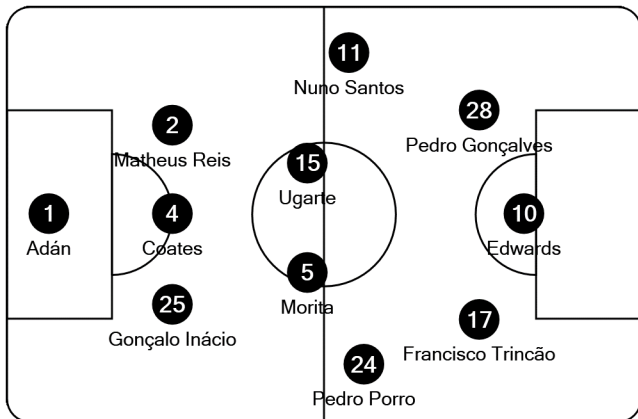 11
Nuno Santos
28
Pedro Gonçalves
2
Matheus Reis
15
Ugarte
1
Adán
4
Coates
10
Edwards
5
Morita
25
Gonçalo Inácio
17
Francisco Trincão
24
Pedro Porro